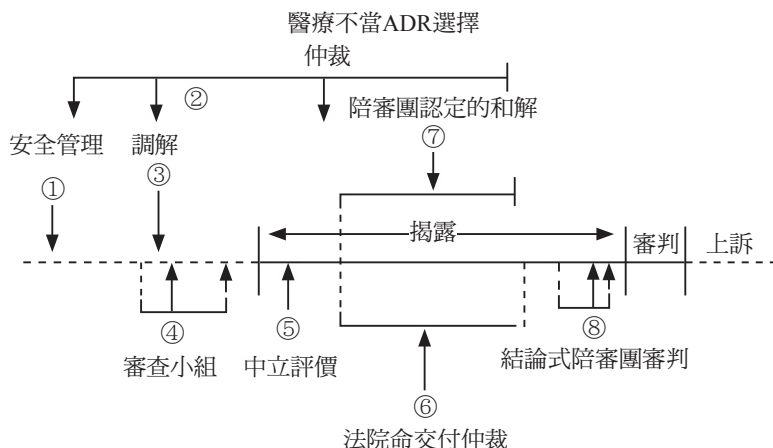 醫療不當ADR選擇
仲裁
②
陪審團認定的和解
⑦
安全管理
①
調解
③
揭露
審判
上訴
④
審查小組
⑤
中立評價
⑧
結論式陪審團審判
⑥
法院命交付仲裁